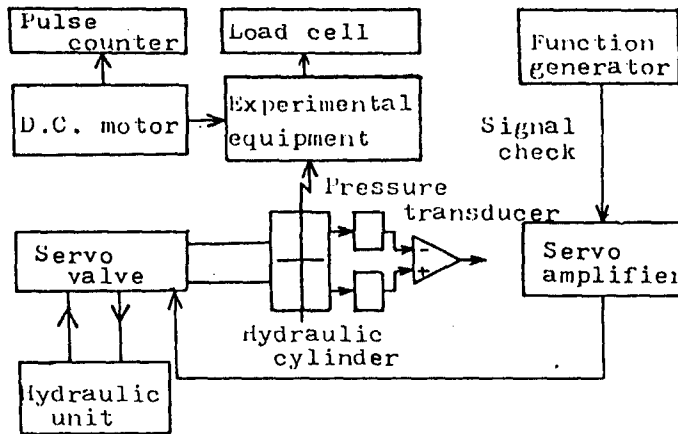 Pulse
counter
Load cell
Function
generator
D.C. motor
Experimental
equipment
Signal
check
Pressure
transducer
Servo
valve
-
+
Servo
amplifier
Hydraulic
cylinder
Hydraulic
unit